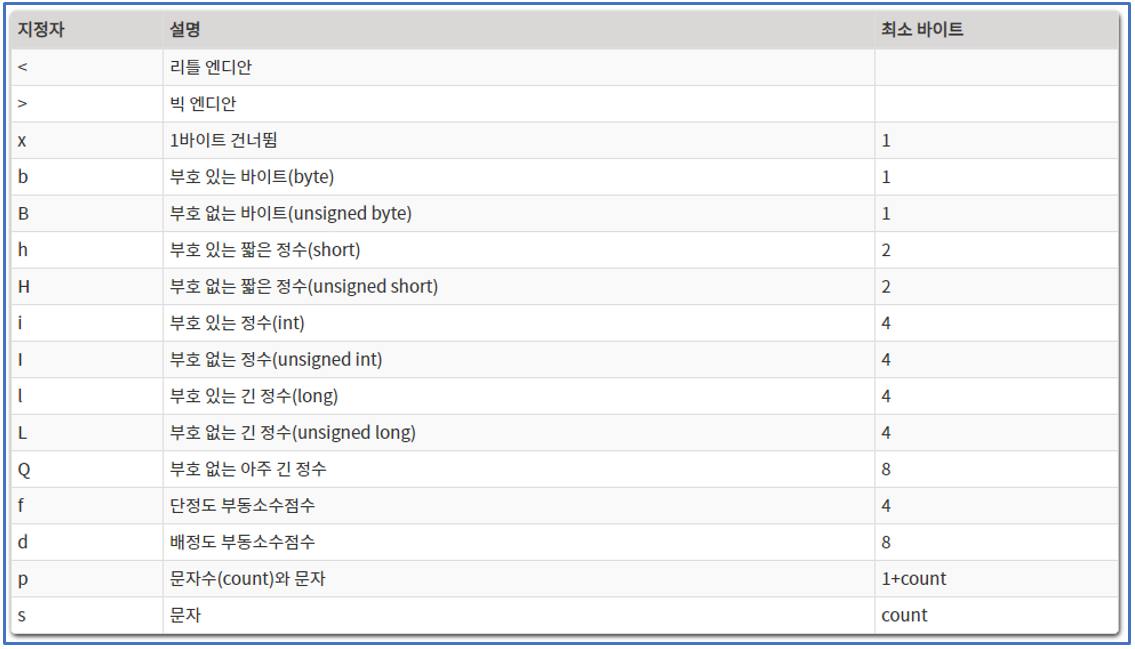 지정자 설명 최소 바이트
< 리틀 엔디안
> 빅 엔디안
x 1바이트 건너뜀 1
b 부호 있는 바이트(byte) 1
B 부호 없는 바이트(unsigned byte) 1
h 부호 있는 짧은 정수(short) 2
H 부호 없는 짧은 정수(unsigned short) 2
i 부호 있는 정수(int) 4
I 부호 없는 정수(unsigned int) 4
l 부호 있는 긴 정수(long) 4
L 부호 없는 긴 정수(unsigned long) 4
Q 부호 없는 아주 긴 정수 8
f 단정도 부동소수점수 4
d 배정도 부동소수점수 8
p 문자수(count)와 문자 1+count
s 문자 count